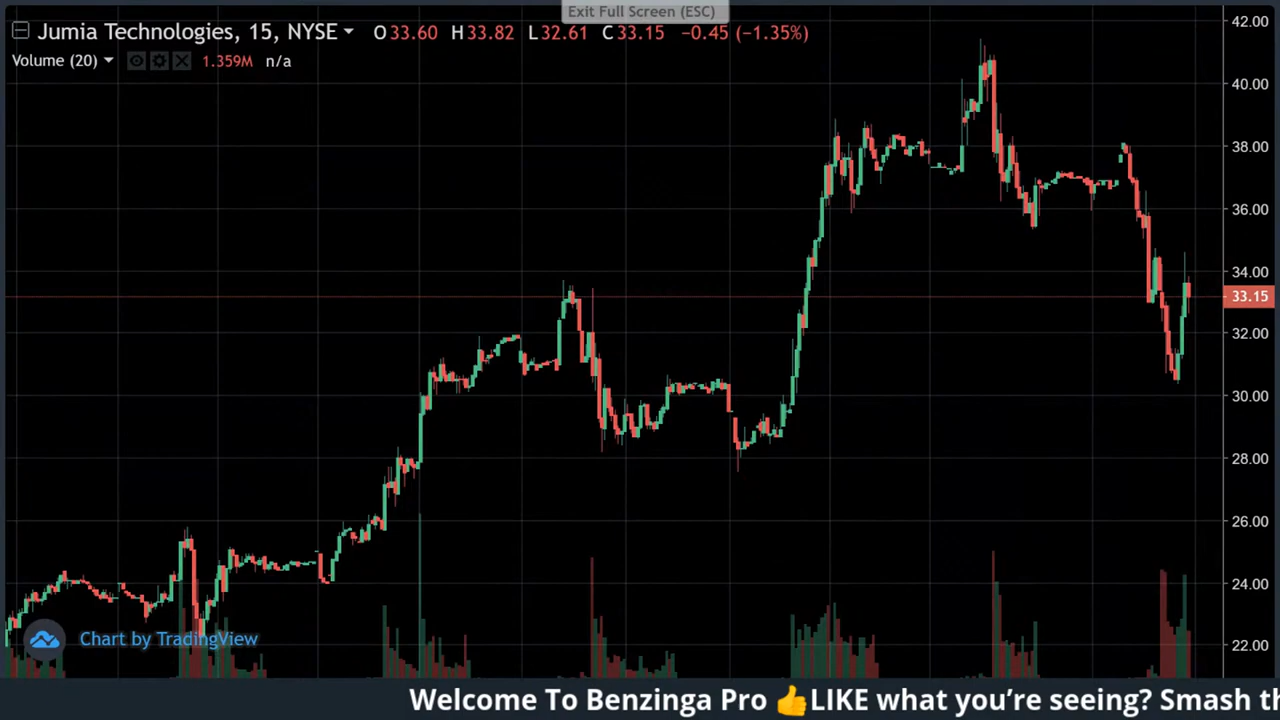 Exit Full Screen (ESC)
Jumia Technologies, 15, NYSE O33.60 H33.82 L32.61 C33.15 −0.45 (−1.35%)
Volume (20) 1.359M n/a
42.00
40.00
38.00
36.00
34.00
33.15
32.00
30.00
28.00
26.00
24.00
22.00
Chart by TradingView
Welcome To Benzinga Pro 👍LIKE what you’re seeing? Smash th